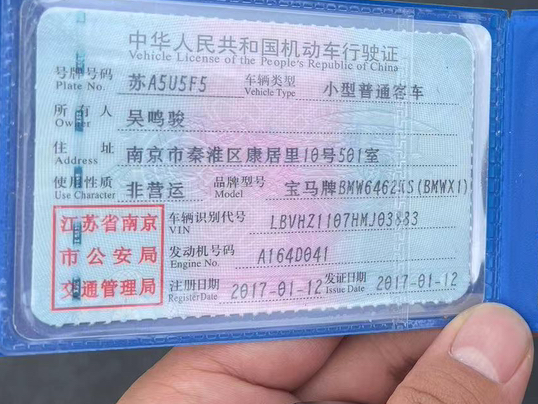 中华人民共和国机动车行驶证
Vehicle License of the People's Republic of China
号牌号码 苏A5U5F5 车辆类型 小型普通客车
Plate No. Vehicle Type
所有人 吴鸣骏
Owner
住址 南京市秦淮区康居里10号501室
Address
使用性质 非营运 品牌型号 宝马牌BMW6462KS(BMWX1)
Use Character Model
江苏省南京
市公安局
交通管理局
车辆识别代号 LBVHZ1107HMJ03883
VIN
发动机号码 A164D041
Engine No.
注册日期 2017-01-12 发证日期 2017-01-12
Register Date Issue Date